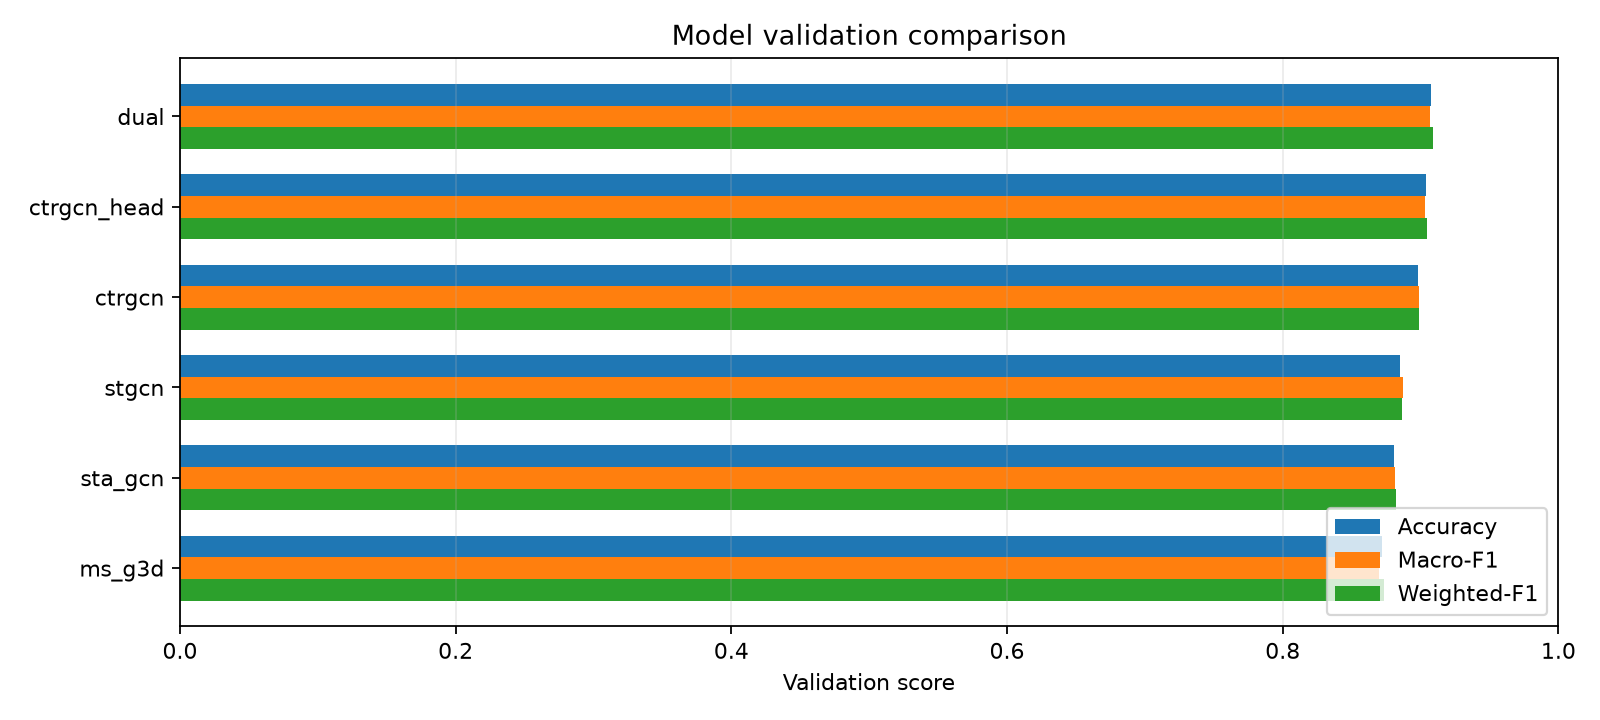 Model validation comparison
dual
ctrgcn_head
ctrgcn
stgcn
sta_gcn
ms_g3d
Accuracy
Macro-F1
Weighted-F1
0.0 0.2 0.4 0.6 0.8 1.0
Validation score